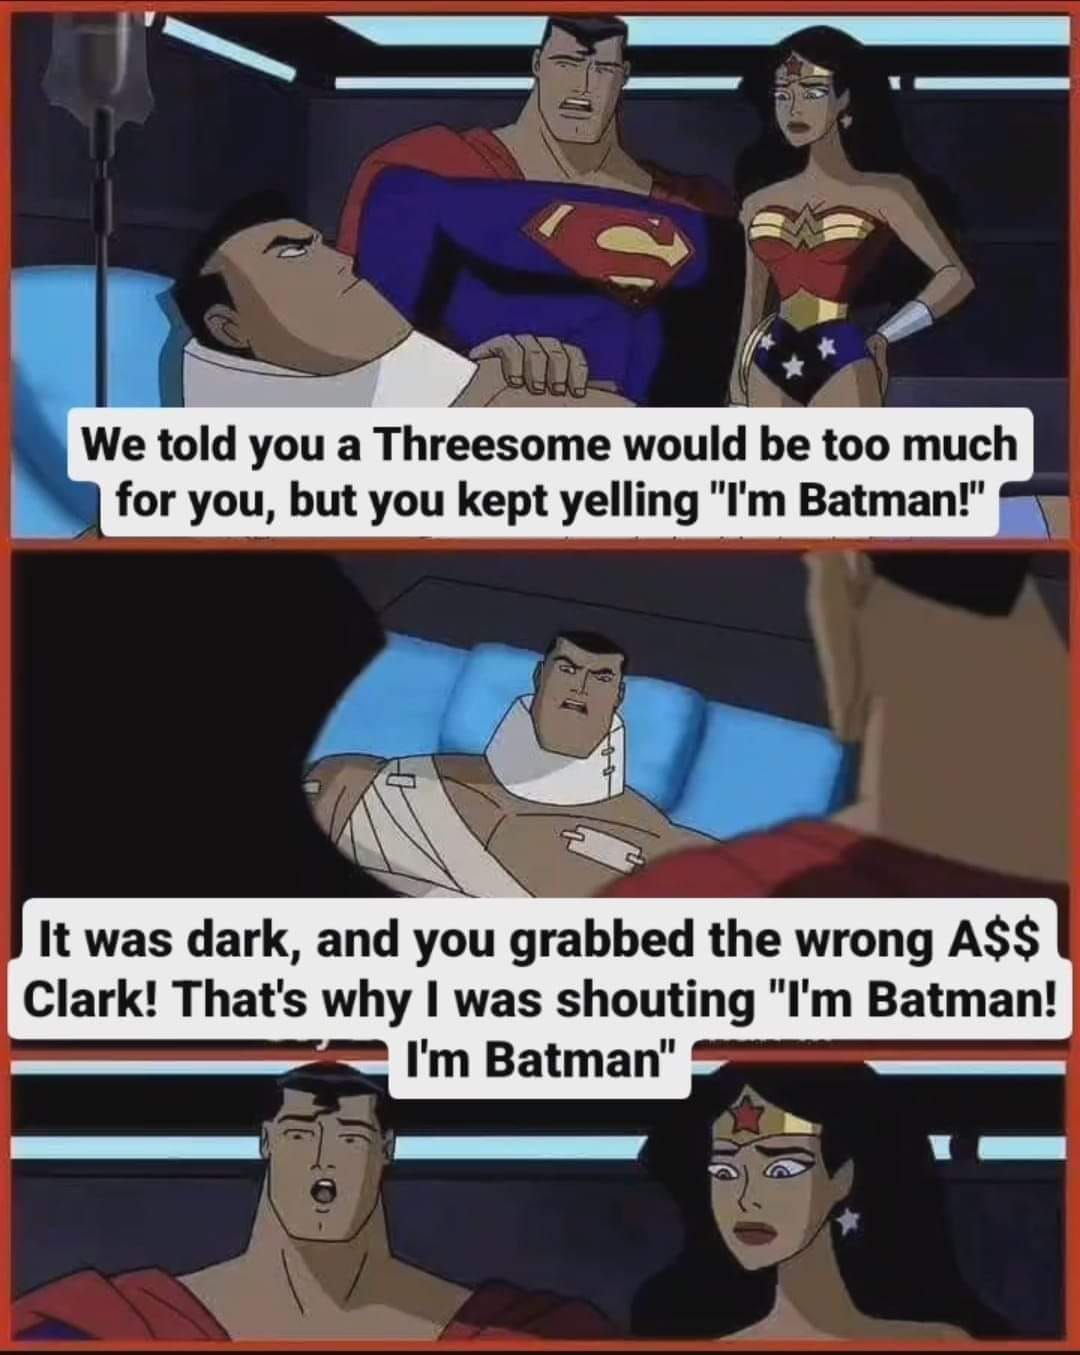 We told you a Threesome would be too much
for you, but you kept yelling "I'm Batman!"
It was dark, and you grabbed the wrong A$$
Clark! That's why I was shouting "I'm Batman!
I'm Batman"